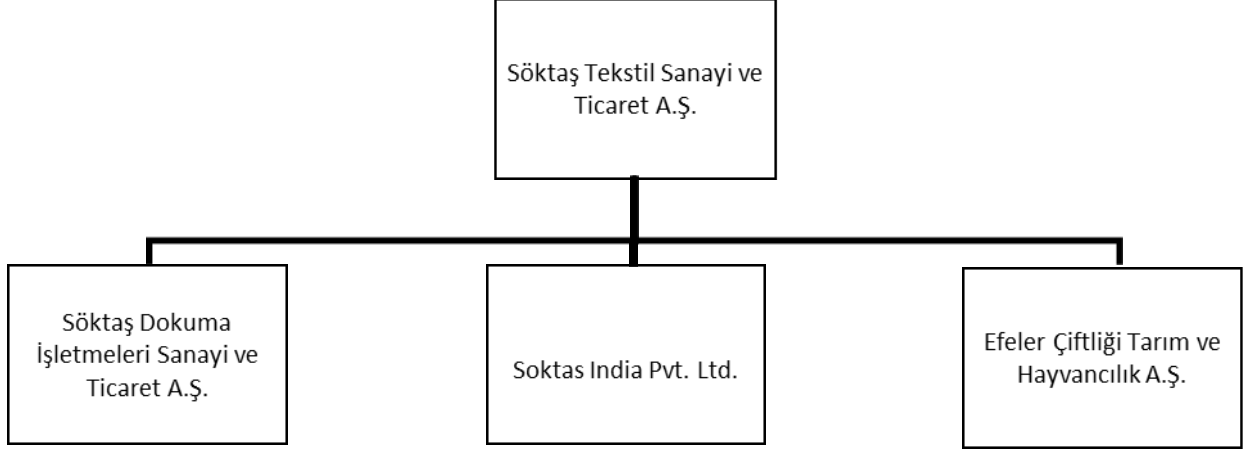 Söktaş Tekstil Sanayi ve
Ticaret A.Ş.
Söktaş Dokuma
İşletmeleri Sanayi ve
Ticaret A.Ş.
Soktas India Pvt. Ltd.
Efeler Çiftliği Tarım ve
Hayvancılık A.Ş.